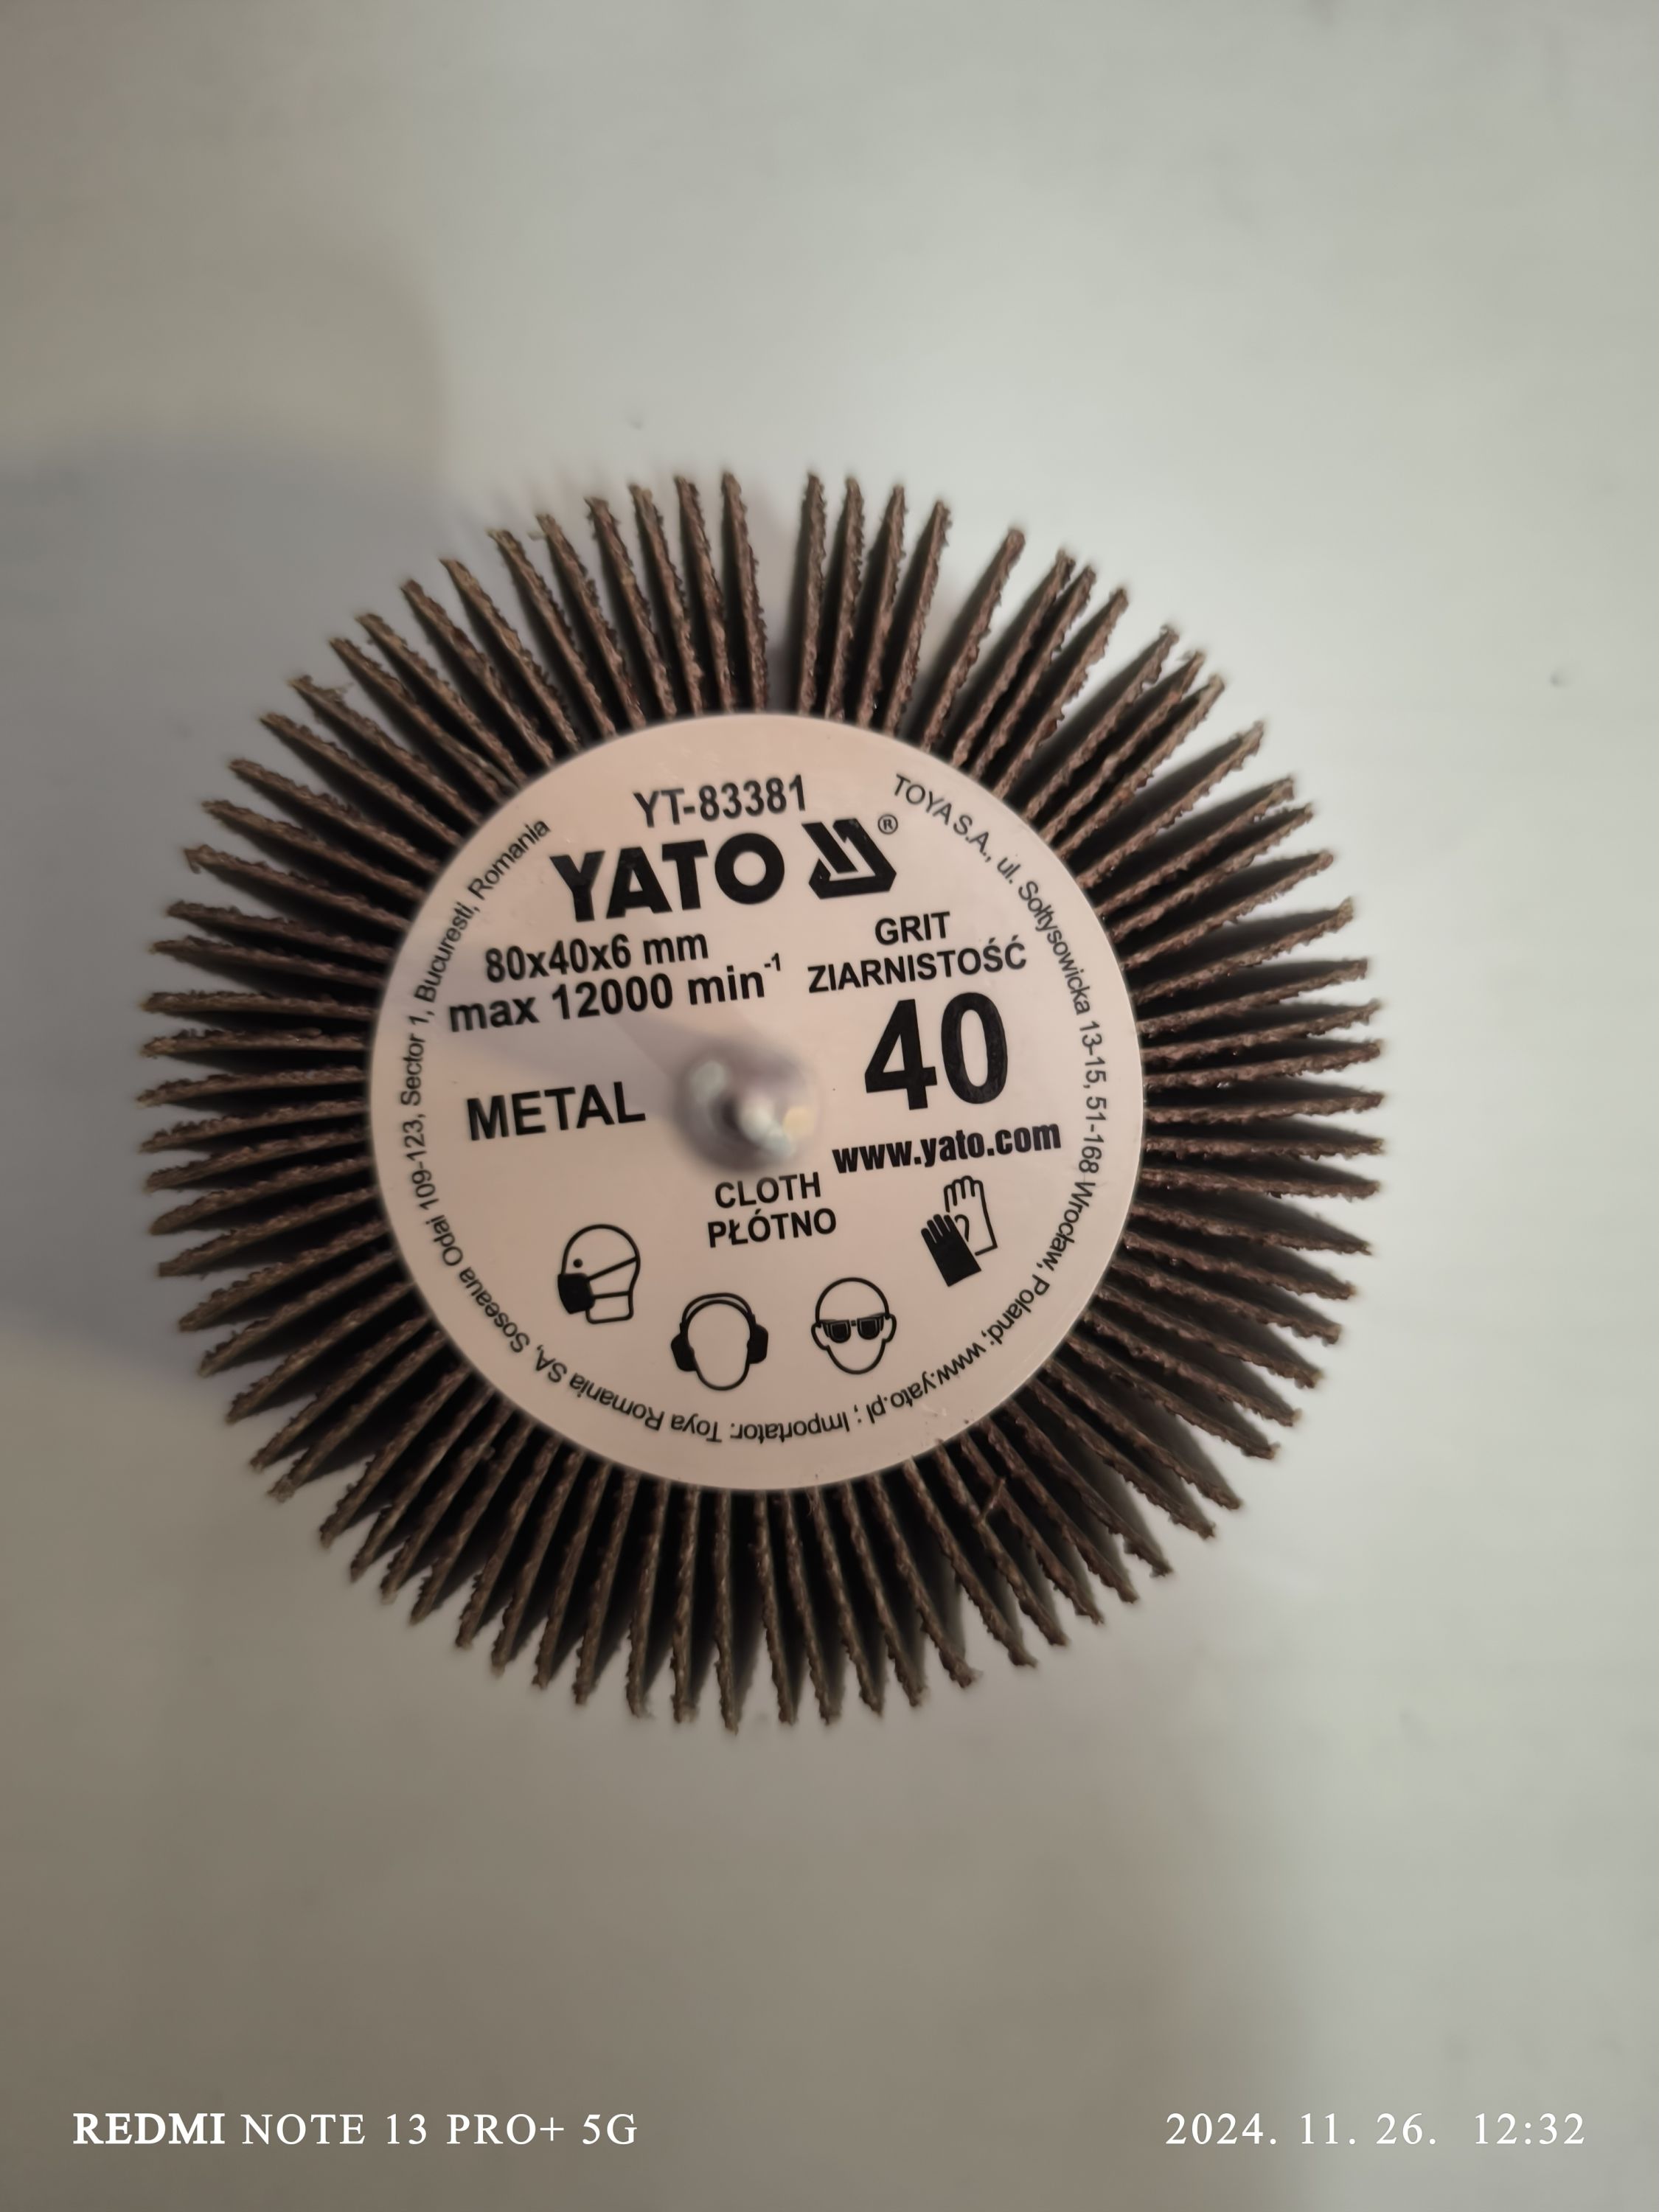 YT-83381
YATO ®
80x40x6 mm
max 12000 min-1
GRIT
ZIARNISTOŚĆ
40
METAL
www.yato.com
CLOTH
PŁÓTNO
TOYA S.A., ul. Sołtysowicka 13-15, 51-168 Wrocław, Poland; www.yato.pl ; Importator: Toya Romania SA, Soseaua Odai 109-123, Sector 1, Bucuresti, Romania
REDMI NOTE 13 PRO+ 5G
2024. 11. 26. 12:32